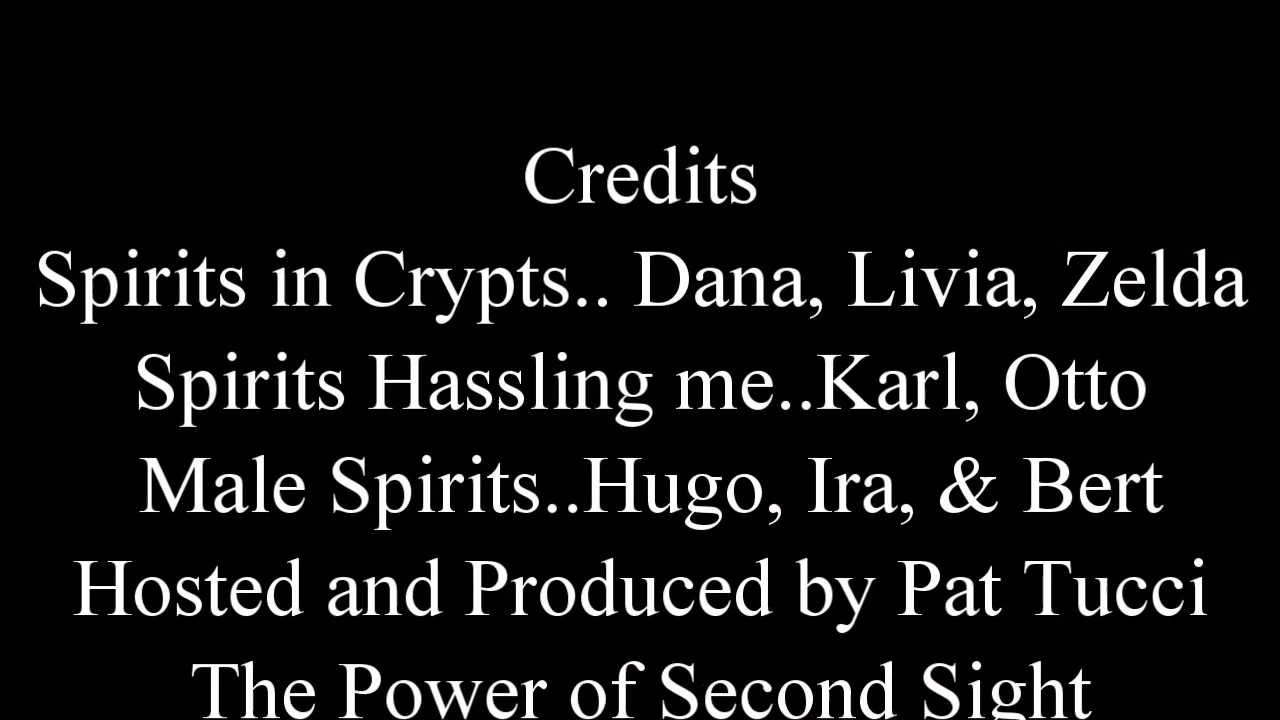 Credits
Spirits in Crypts.. Dana, Livia, Zelda
Spirits Hassling me..Karl, Otto
Male Spirits..Hugo, Ira, & Bert
Hosted and Produced by Pat Tucci
The Power of Second Sight